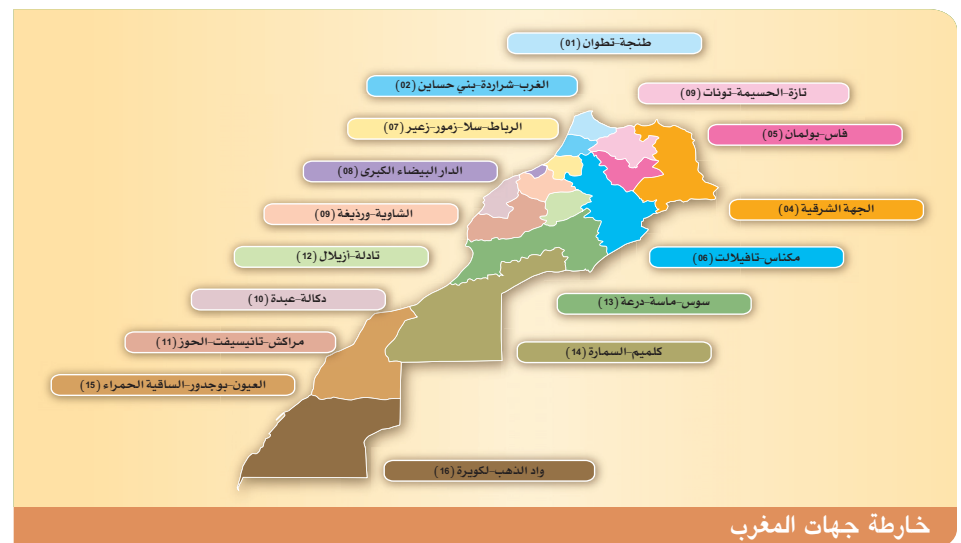 طنجة-تطوان (01)
الغرب-شراردة-بني حساين (02)
تازة-الحسيمة-تونات (09)
الرباط-سلا-زمور-زعير (07)
فاس-بولمان (05)
الدار البيضاء الكبرى (08)
الشاوية-ورذيغة (09)
الجهة الشرقية (04)
تادلة-أزيلال (12)
مكناس-تافيلالت (06)
دكالة-عبدة (10)
سوس-ماسة-درعة (13)
مراكش-تانيسيفت-الحوز (11)
كلميم-السمارة (14)
العيون-بوجدور-الساقية الحمراء (15)
واد الذهب-لكويرة (16)
خارطة جهات المغرب